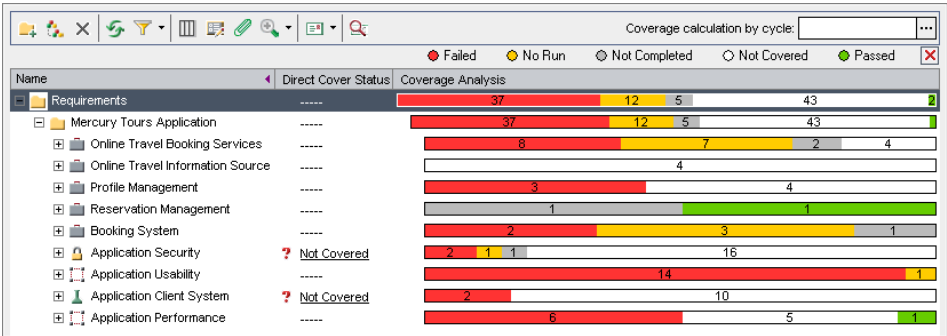 Coverage calculation by cycle: ...
Failed No Run Not Completed Not Covered Passed
Name Direct Cover Status Coverage Analysis
Requirements ----- 37 12 5 43 2
Mercury Tours Application ----- 37 12 5 43
Online Travel Booking Services ----- 8 7 2 4
Online Travel Information Source ----- 4
Profile Management ----- 3 4
Reservation Management ----- 1 1
Booking System ----- 2 3 1
Application Security ? Not Covered 2 1 1 16
Application Usability ----- 14 1
Application Client System ? Not Covered 2 10
Application Performance ----- 6 5 1